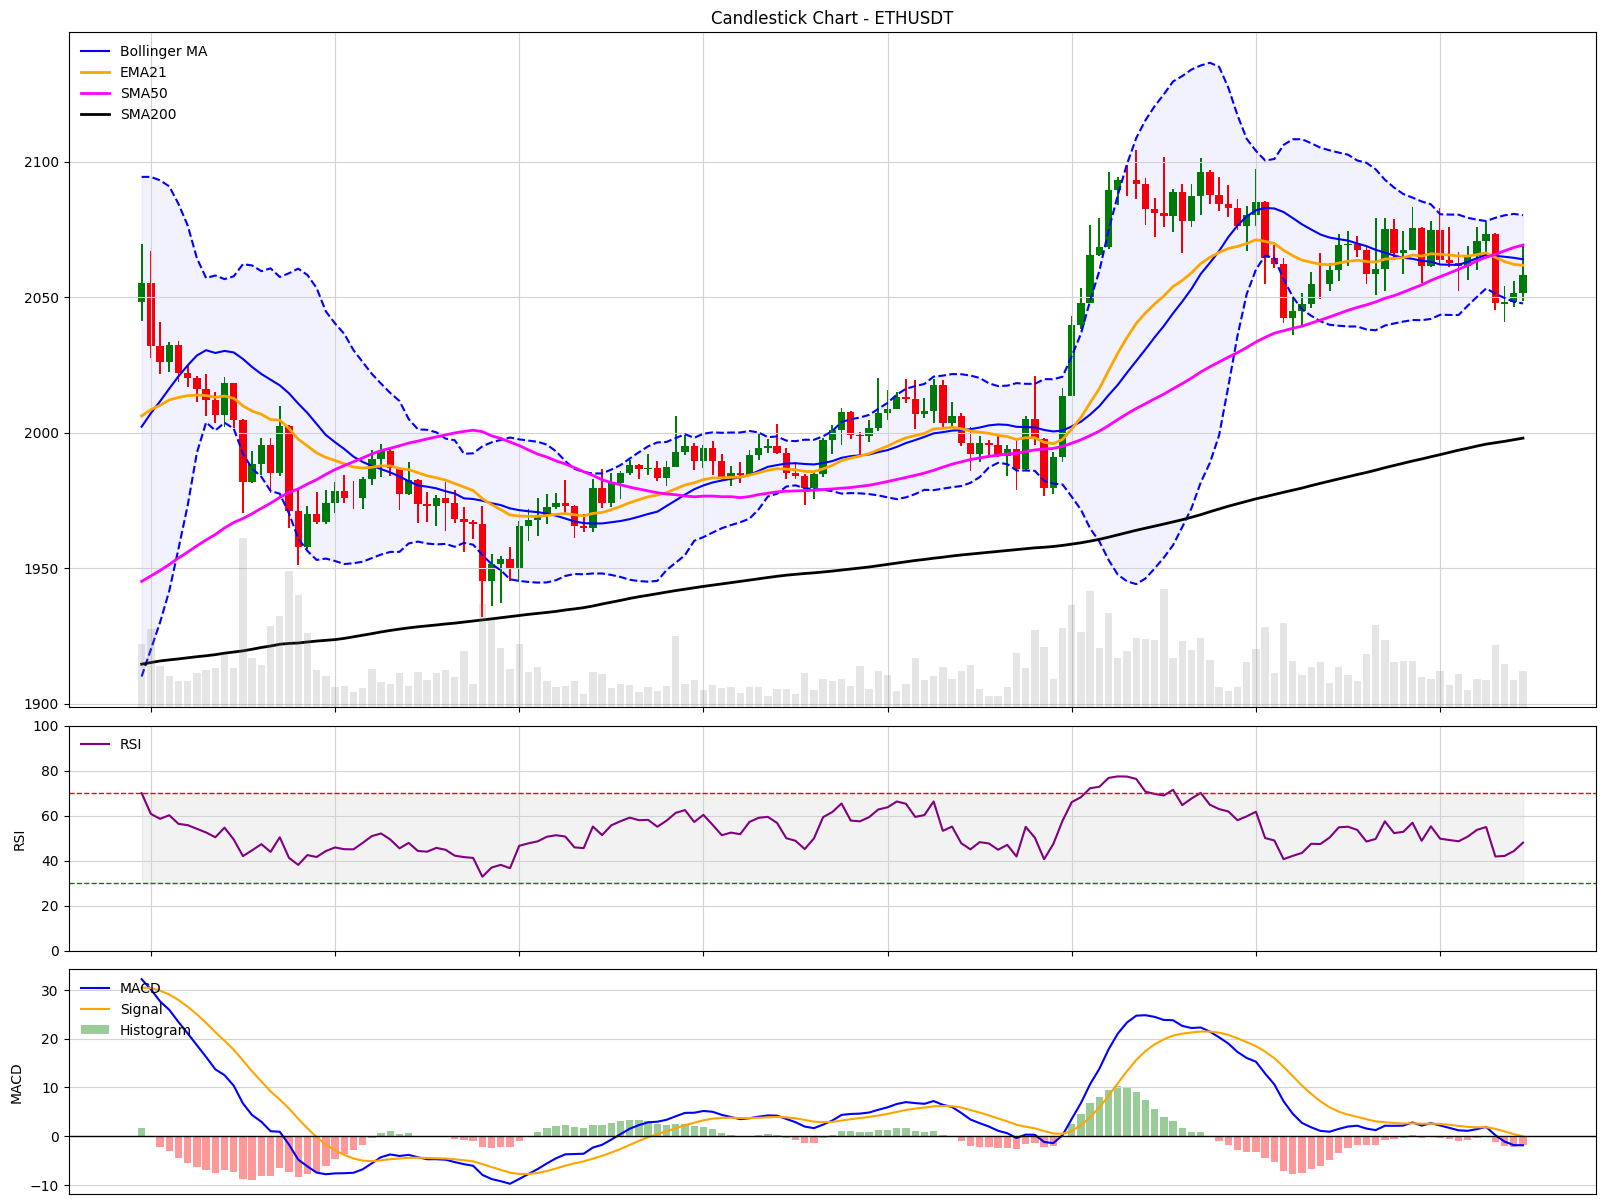 Candlestick Chart - ETHUSDT
Bollinger MA
EMA21
SMA50
SMA200
2100
2050
2000
1950
1900
100
80
60
40
20
0
RSI
RSI
30
20
10
0
−10
MACD
MACD
Signal
Histogram